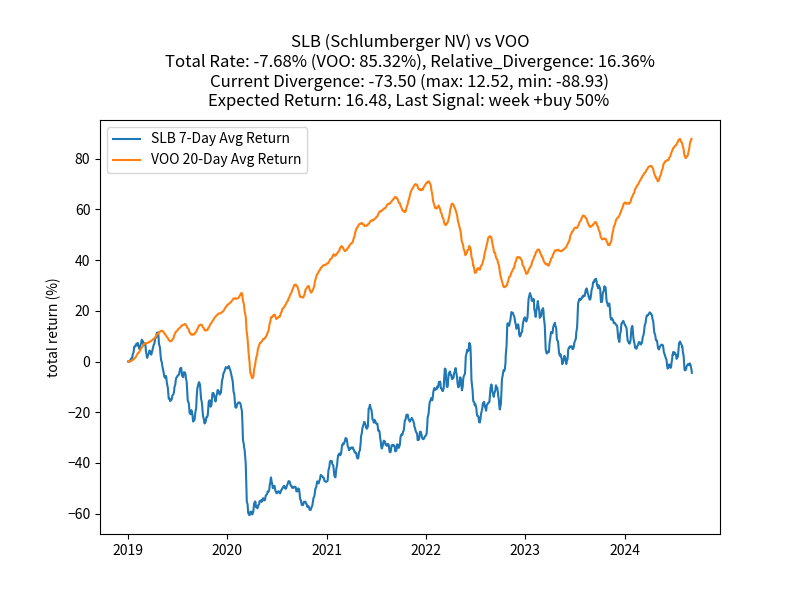 SLB (Schlumberger NV) vs VOO
Total Rate: -7.68% (VOO: 85.32%), Relative_Divergence: 16.36%
Current Divergence: -73.50 (max: 12.52, min: -88.93)
Expected Return: 16.48, Last Signal: week +buy 50%
SLB 7-Day Avg Return
VOO 20-Day Avg Return
total return (%)
80
60
40
20
0
−20
−40
−60
2019 2020 2021 2022 2023 2024